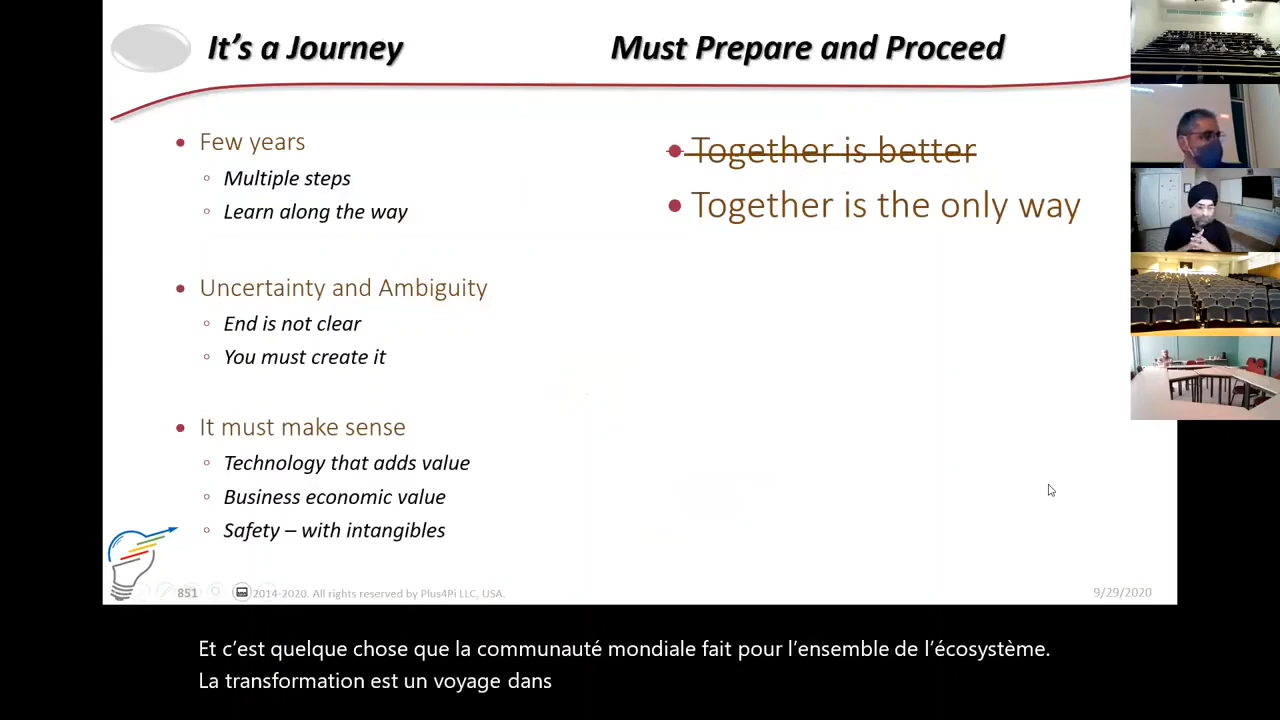 It's a Journey
Must Prepare and Proceed
Few years
Multiple steps
Learn along the way
Uncertainty and Ambiguity
End is not clear
You must create it
It must make sense
Technology that adds value
Business economic value
Safety – with intangibles
Together is better
Together is the only way
851
2014-2020. All rights reserved by Plus4Pi LLC, USA.
9/29/2020
Et c’est quelque chose que la communauté mondiale fait pour l’ensemble de l’écosystème.
La transformation est un voyage dans